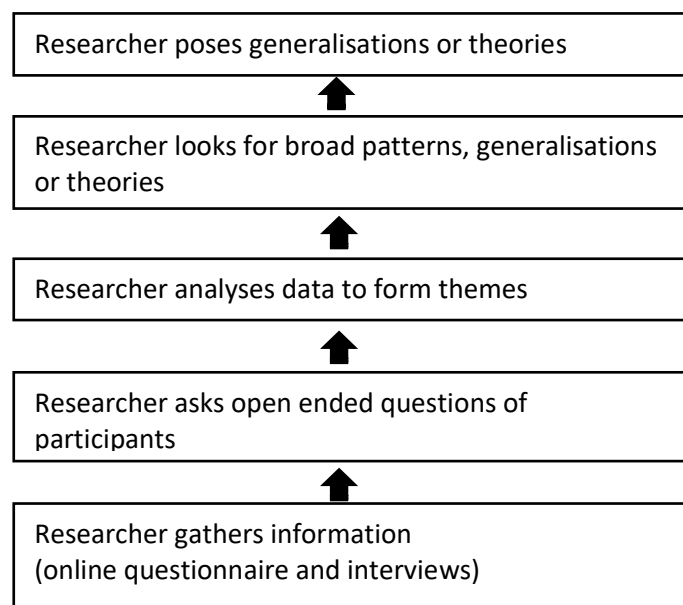 Researcher poses generalisations or theories
Researcher looks for broad patterns, generalisations
or theories
Researcher analyses data to form themes
Researcher asks open ended questions of
participants
Researcher gathers information
(online questionnaire and interviews)